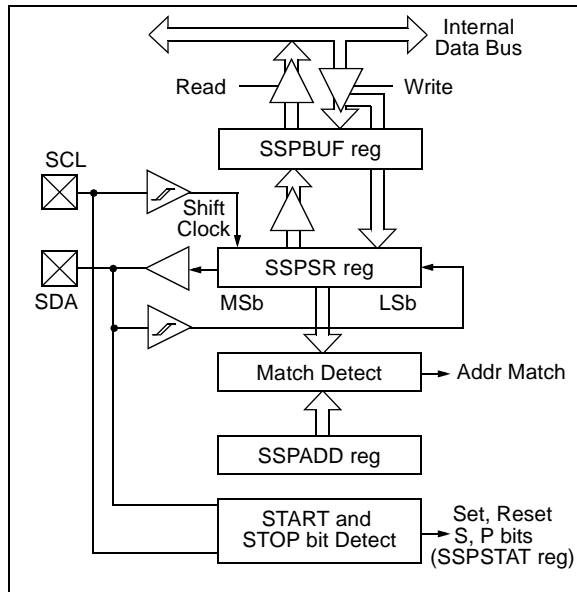 Internal
Data Bus
Read
Write
SSPBUF reg
SCL
Shift
Clock
SSPSR reg
SDA
MSb
LSb
Match Detect
Addr Match
SSPADD reg
START and
STOP bit Detect
Set, Reset
S, P bits
(SSPSTAT reg)